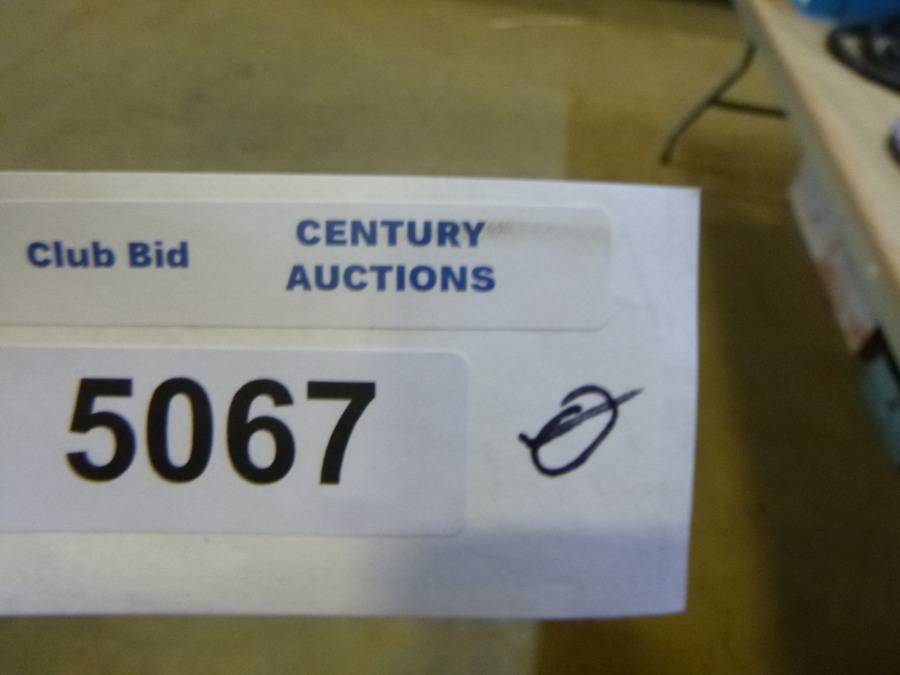 Club Bid
CENTURY
AUCTIONS
5067